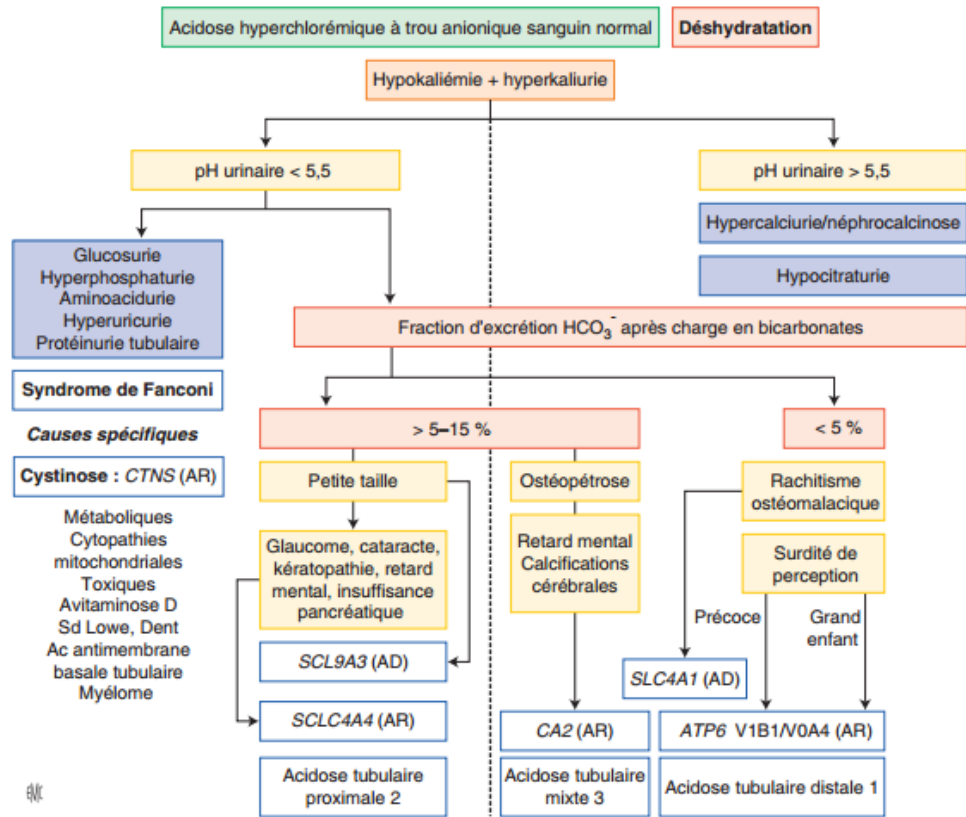 Acidose hyperchlorémique à trou anionique sanguin normal
Déshydratation
Hypokaliémie + hyperkaliurie
pH urinaire < 5,5
pH urinaire > 5,5
Glucosurie
Hyperphosphaturie
Aminoacidurie
Hyperuricurie
Protéinurie tubulaire
Hypercalciurie/néphrocalcinose
Hypocitraturie
Fraction d'excrétion HCO3- après charge en bicarbonates
Syndrome de Fanconi
Causes spécifiques
Cystinose : CTNS (AR)
Métaboliques
Cytopathies
mitochondriales
Toxiques
Avitaminose D
Sd Lowe, Dent
Ac antimembrane
basale tubulaire
Myélome
> 5–15 %
< 5 %
Petite taille
Glaucome, cataracte,
kératopathie, retard
mental, insuffisance
pancréatique
SCL9A3 (AD)
SCLC4A4 (AR)
Acidose tubulaire
proximale 2
Ostéopétrose
Retard mental
Calcifications
cérébrales
CA2 (AR)
Acidose tubulaire
mixte 3
Rachitisme
ostéomalacique
Surdité de
perception
Précoce
Grand
enfant
SLC4A1 (AD)
ATP6 V1B1/V0A4 (AR)
Acidose tubulaire distale 1
EMC